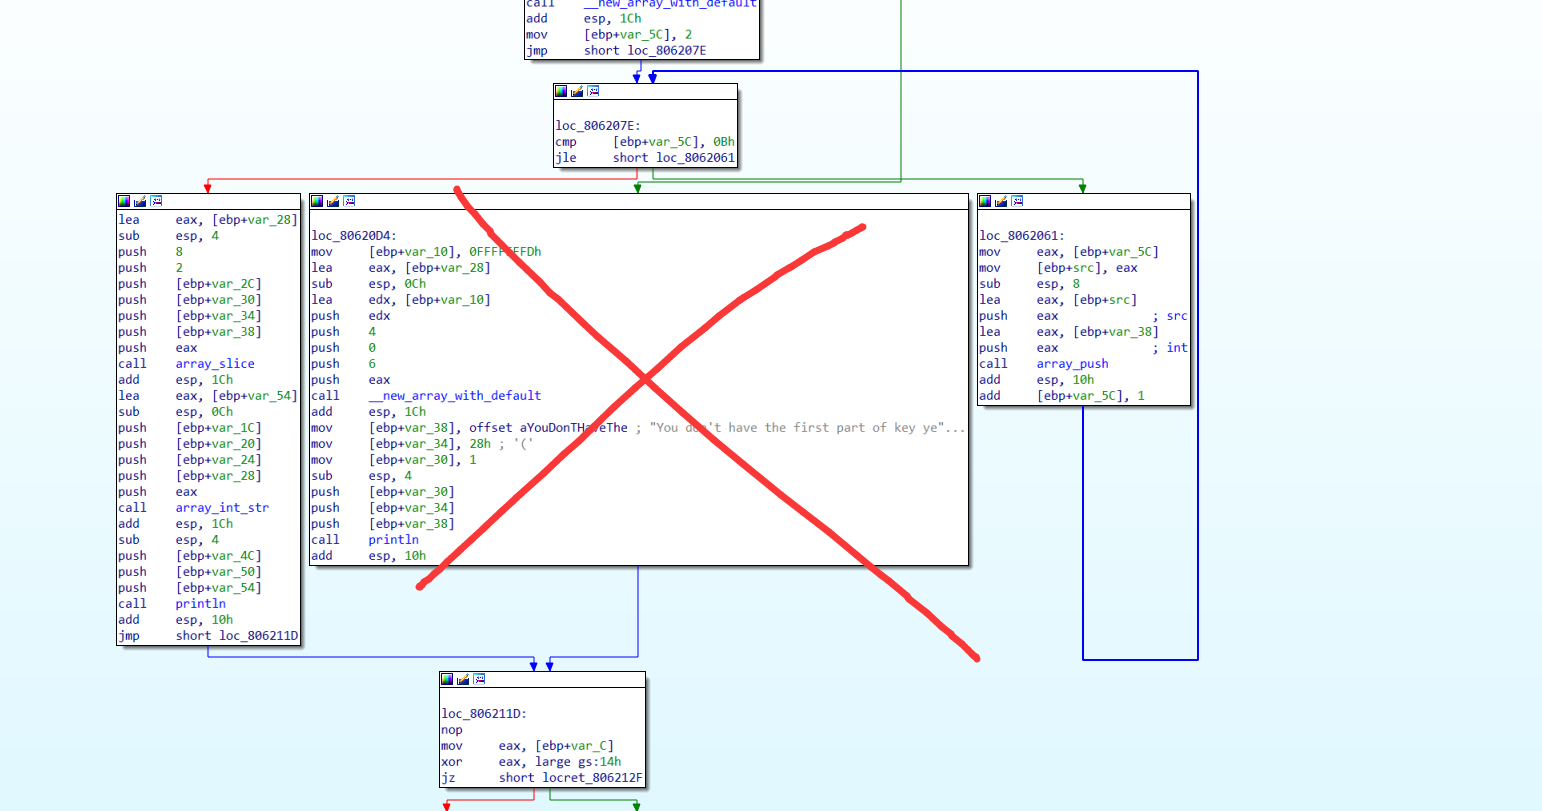 call __new_array_with_default
add esp, 1Ch
mov [ebp+var_5C], 2
jmp short loc_806207E
loc_806207E:
cmp [ebp+var_5C], 0Bh
jle short loc_8062061
lea eax, [ebp+var_28]
sub esp, 4
push 8
push 2
push [ebp+var_2C]
push [ebp+var_30]
push [ebp+var_34]
push [ebp+var_38]
push eax
call array_slice
add esp, 1Ch
lea eax, [ebp+var_54]
sub esp, 0Ch
push [ebp+var_1C]
push [ebp+var_20]
push [ebp+var_24]
push [ebp+var_28]
push eax
call array_int_str
add esp, 1Ch
sub esp, 4
push [ebp+var_4C]
push [ebp+var_50]
push [ebp+var_54]
call println
add esp, 10h
jmp short loc_806211D
loc_80620D4:
mov [ebp+var_10], 0FFFFFFFDh
lea eax, [ebp+var_28]
sub esp, 0Ch
lea edx, [ebp+var_10]
push edx
push 4
push 0
push 6
push eax
call __new_array_with_default
add esp, 1Ch
mov [ebp+var_38], offset aYouDonTHaveThe ; "You don't have the first part of key ye"...
mov [ebp+var_34], 28h ; '('
mov [ebp+var_30], 1
sub esp, 4
push [ebp+var_30]
push [ebp+var_34]
push [ebp+var_38]
call println
add esp, 10h
loc_8062061:
mov eax, [ebp+var_5C]
mov [ebp+src], eax
sub esp, 8
lea eax, [ebp+src]
push eax ; src
lea eax, [ebp+var_38]
push eax ; int
call array_push
add esp, 10h
add [ebp+var_5C], 1
loc_806211D:
nop
mov eax, [ebp+var_C]
xor eax, large gs:14h
jz short locret_806212F